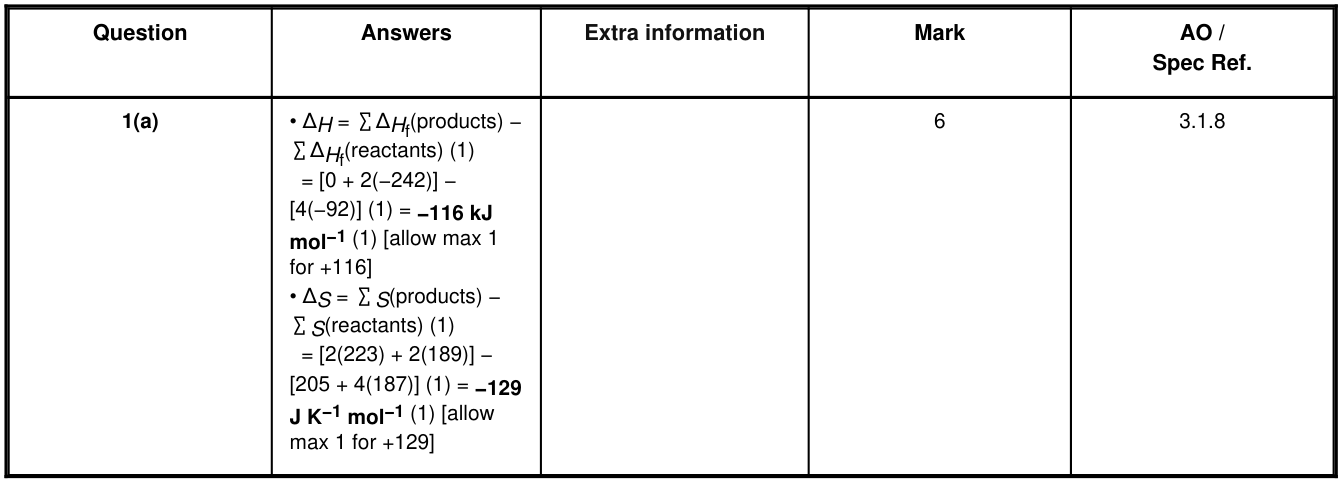 Question
Answers
Extra information
Mark
AO /
Spec Ref.
1(a)
• ΔH = ∑ ΔHf(products) –
∑ ΔHf(reactants) (1)
= [0 + 2(−242)] –
[4(−92)] (1) = −116 kJ
mol−1 (1) [allow max 1
for +116]
• ΔS = ∑ S(products) –
∑ S(reactants) (1)
= [2(223) + 2(189)] –
[205 + 4(187)] (1) = −129
J K−1 mol−1 (1) [allow
max 1 for +129]
6
3.1.8